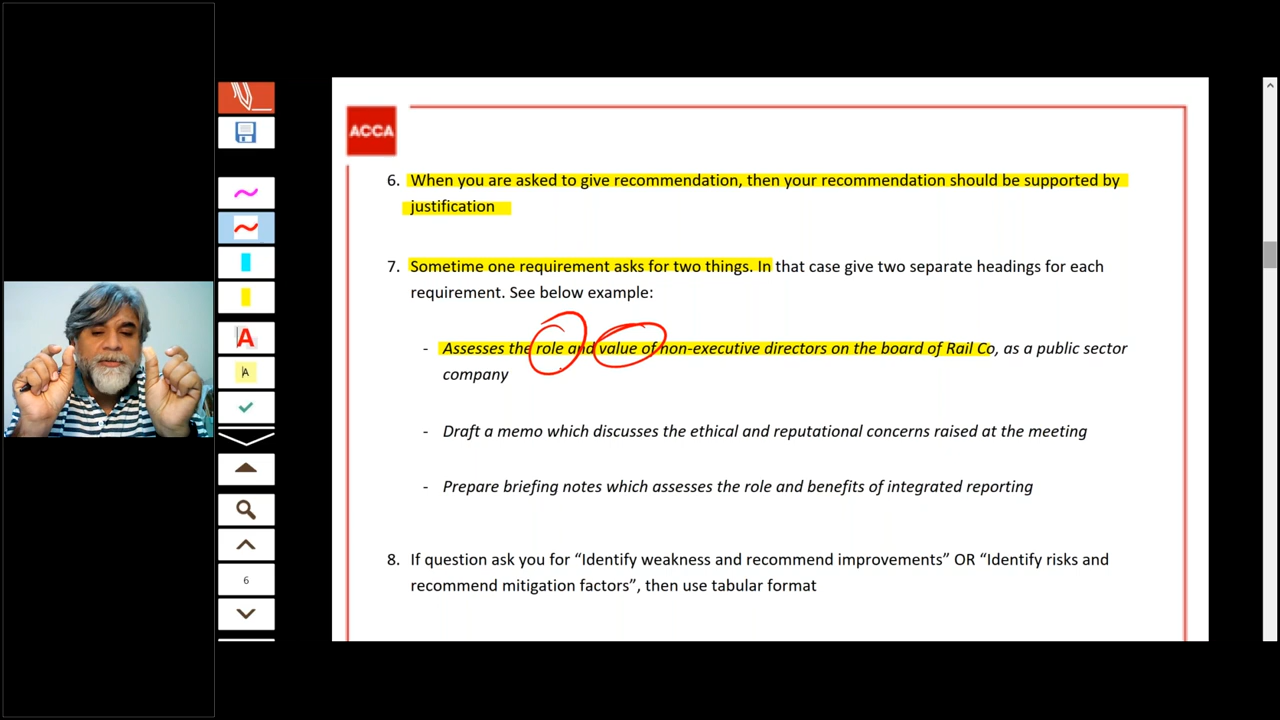 ACCA
6. When you are asked to give recommendation, then your recommendation should be supported by
justification
7. Sometime one requirement asks for two things. In that case give two separate headings for each
requirement. See below example:
- Assesses the role and value of non-executive directors on the board of Rail Co, as a public sector
company
- Draft a memo which discusses the ethical and reputational concerns raised at the meeting
- Prepare briefing notes which assesses the role and benefits of integrated reporting
8. If question ask you for “Identify weakness and recommend improvements” OR “Identify risks and
recommend mitigation factors”, then use tabular format
A
A
6